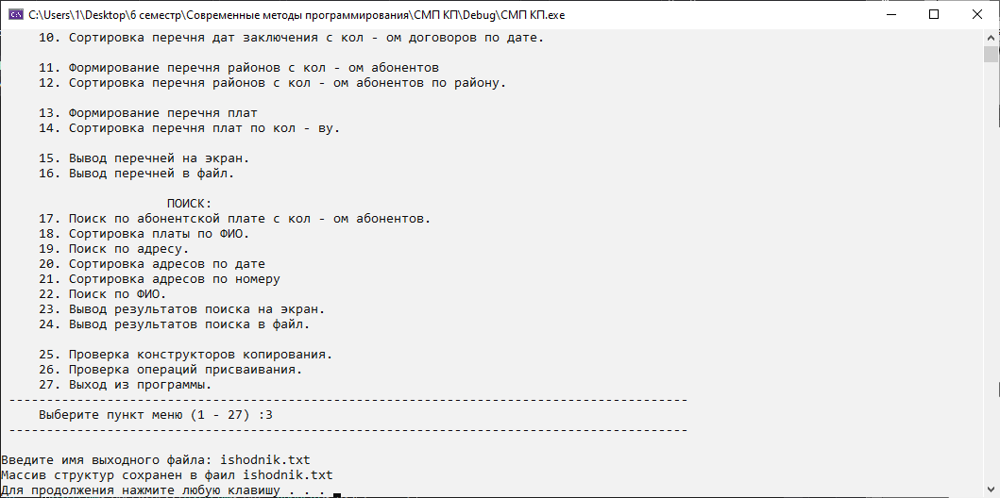 C:\Users\1\Desktop\6 семестр\Современные методы программирования\СМП КП\Debug\СМП КП.exe
10. Сортировка перечня дат заключения с кол - ом договоров по дате.
11. Формирование перечня районов с кол - ом абонентов
12. Сортировка перечня районов с кол - ом абонентов по району.
13. Формирование перечня плат
14. Сортировка перечня плат по кол - ву.
15. Вывод перечней на экран.
16. Вывод перечней в файл.
ПОИСК:
17. Поиск по абонентской плате с кол - ом абонентов.
18. Сортировка платы по ФИО.
19. Поиск по адресу.
20. Сортировка адресов по дате
21. Сортировка адресов по номеру
22. Поиск по ФИО.
23. Вывод результатов поиска на экран.
24. Вывод результатов поиска в файл.
25. Проверка конструкторов копирования.
26. Проверка операций присваивания.
27. Выход из программы.
------------------------------------------------------------------------------------------
Выберите пункт меню (1 - 27) :3
------------------------------------------------------------------------------------------
Введите имя выходного файла: ishodnik.txt
Массив структур сохранен в фаил ishodnik.txt
Для продолжения нажмите любую клавишу . . .